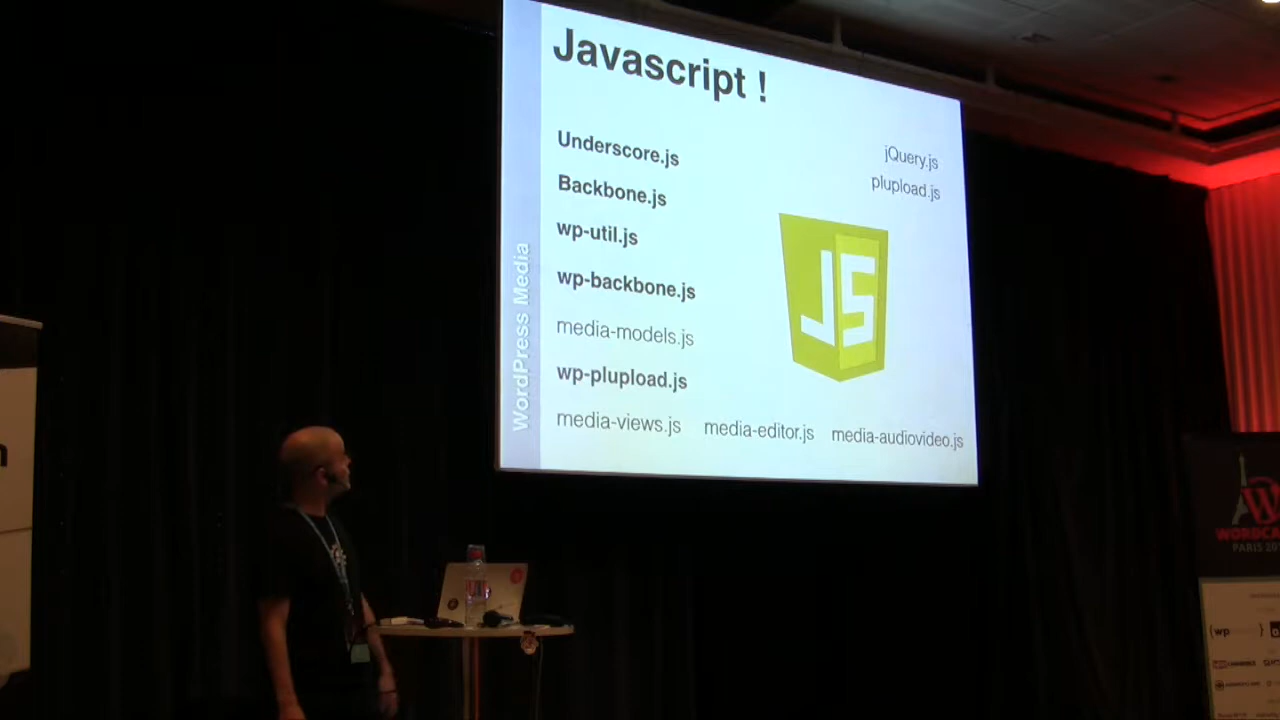 Javascript !
Underscore.js
jQuery.js
Backbone.js
plupload.js
wp-util.js
wp-backbone.js
media-models.js
wp-plupload.js
media-views.js media-editor.js media-audiovideo.js
JS
WordPress Media
PARIS
{wp }